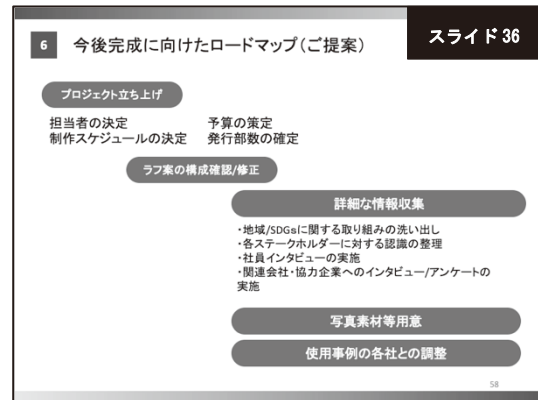 スライド 36
6 今後完成に向けたロードマップ(ご提案)
プロジェクト立ち上げ
担当者の決定 予算の策定
制作スケジュールの決定 発行部数の確定
ラフ案の構成確認/修正
詳細な情報収集
・地域/SDGsに関する取り組みの洗い出し
・各ステークホルダーに対する認識の整理
・社員インタビューの実施
・関連会社・協力企業へのインタビュー/アンケートの
実施
写真素材等用意
使用事例の各社との調整
58